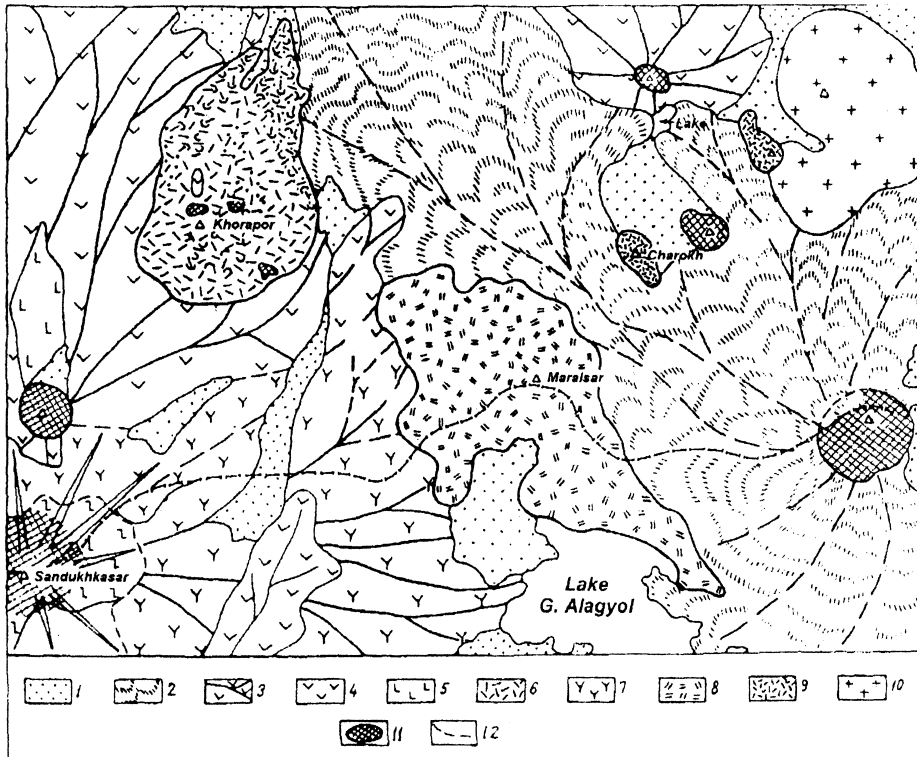 Lake
Khorapor
Charokh
Maralsar
Sandukhkasar
Lake
G. Alagyol
1 2 3 4 5 6 7 8 9 10
11 12